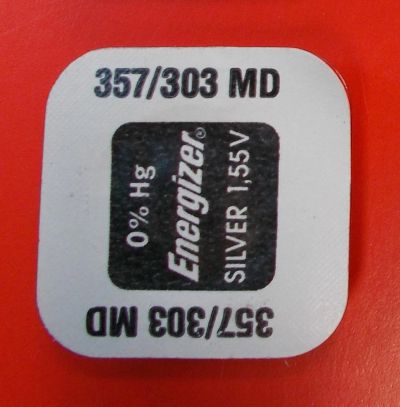 357/303 MD
0% Hg
Energizer®
SILVER 1,55V
357/303 MD